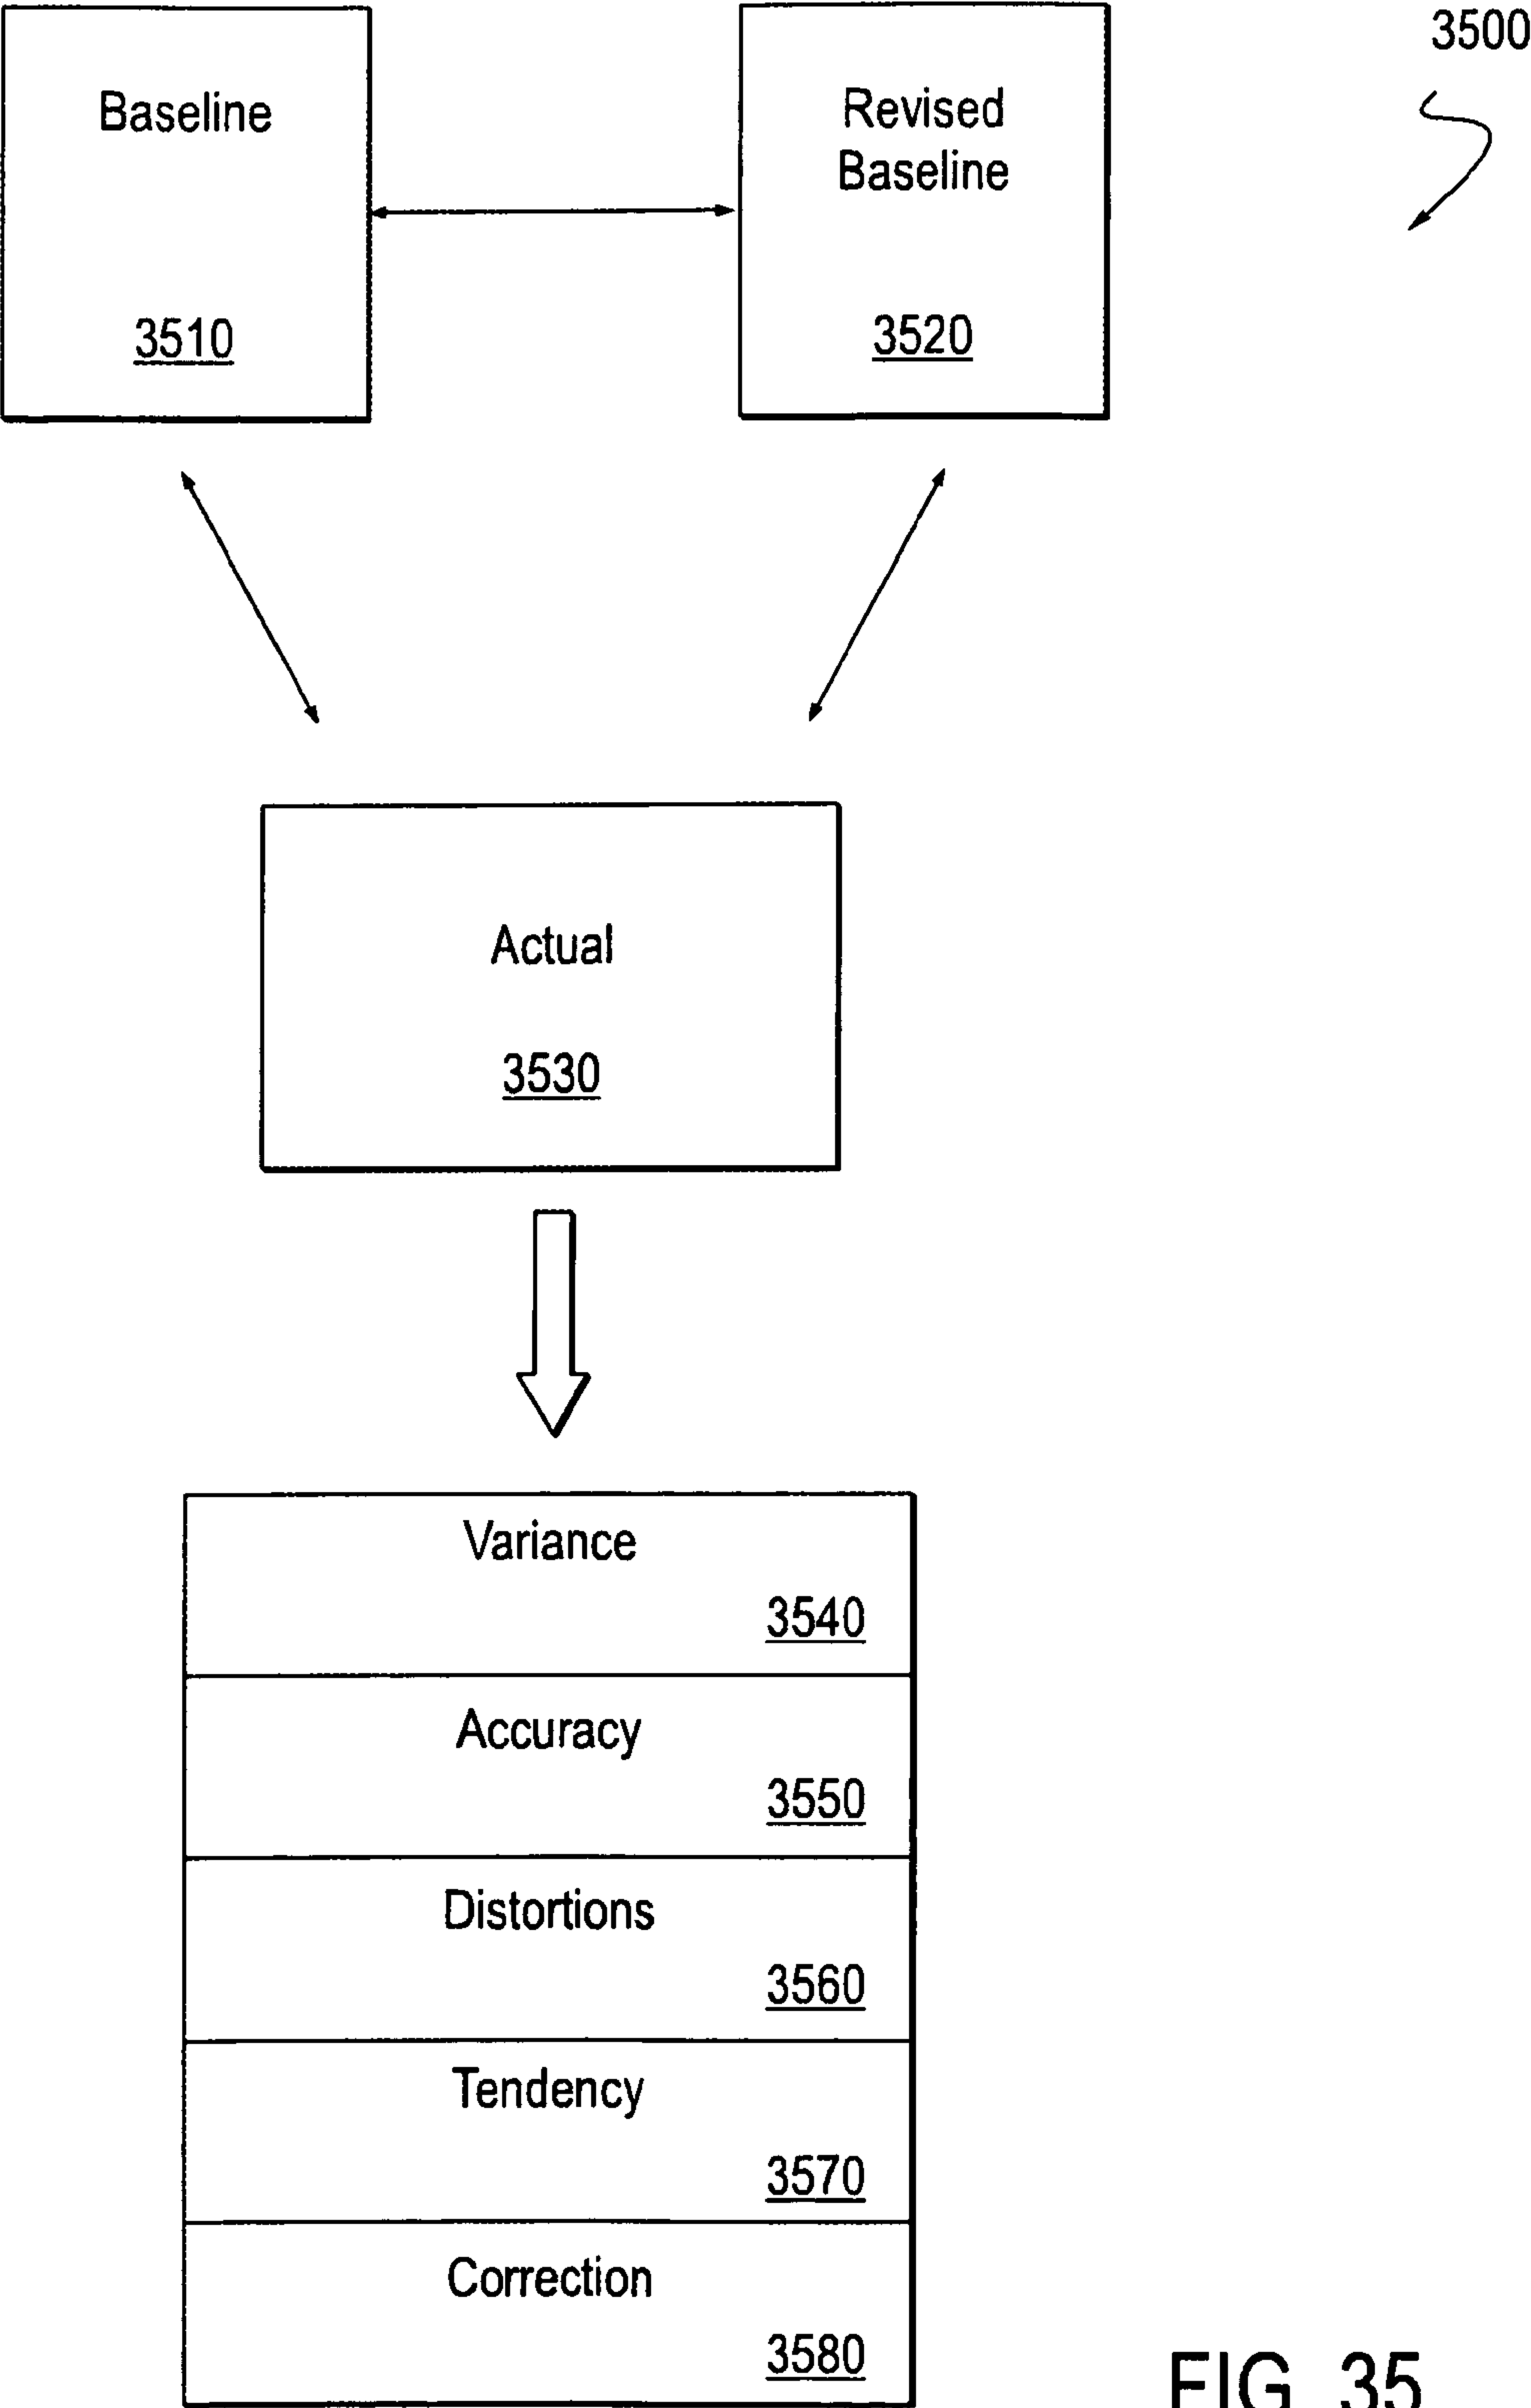 3500
Baseline
3510
Revised
Baseline
3520
Actual
3530
Variance
3540
Accuracy
3550
Distortions
3560
Tendency
3570
Correction
3580
FIG. 35